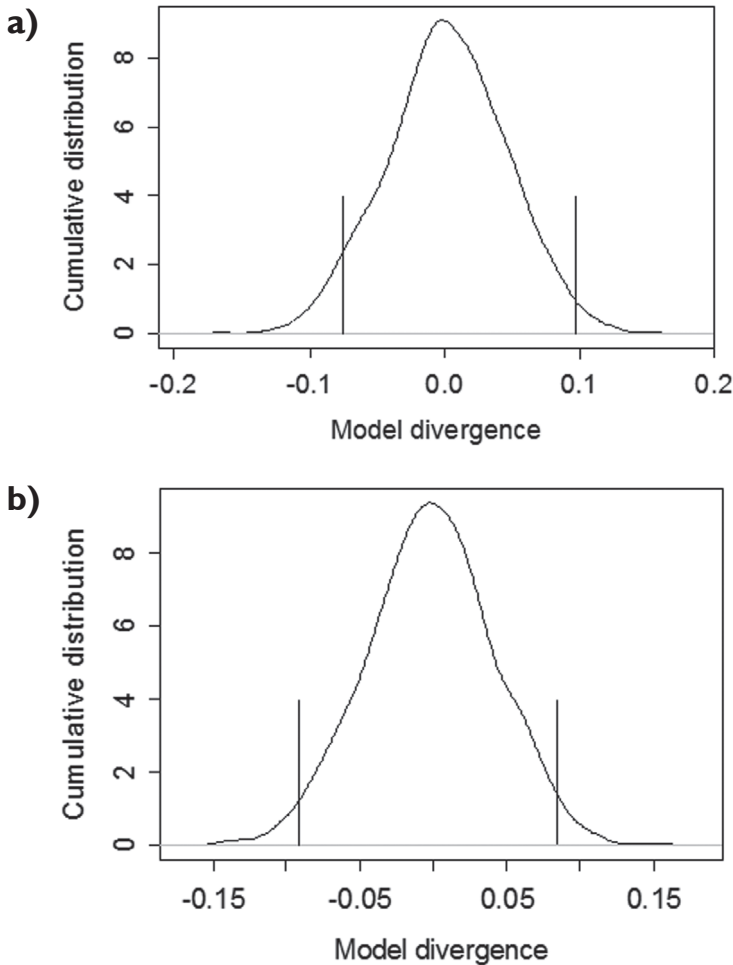 a)
Cumulative distribution
8
6
4
2
0
-0.2 -0.1 0.0 0.1 0.2
Model divergence
b)
Cumulative distribution
8
6
4
2
0
-0.15 -0.05 0.05 0.15
Model divergence